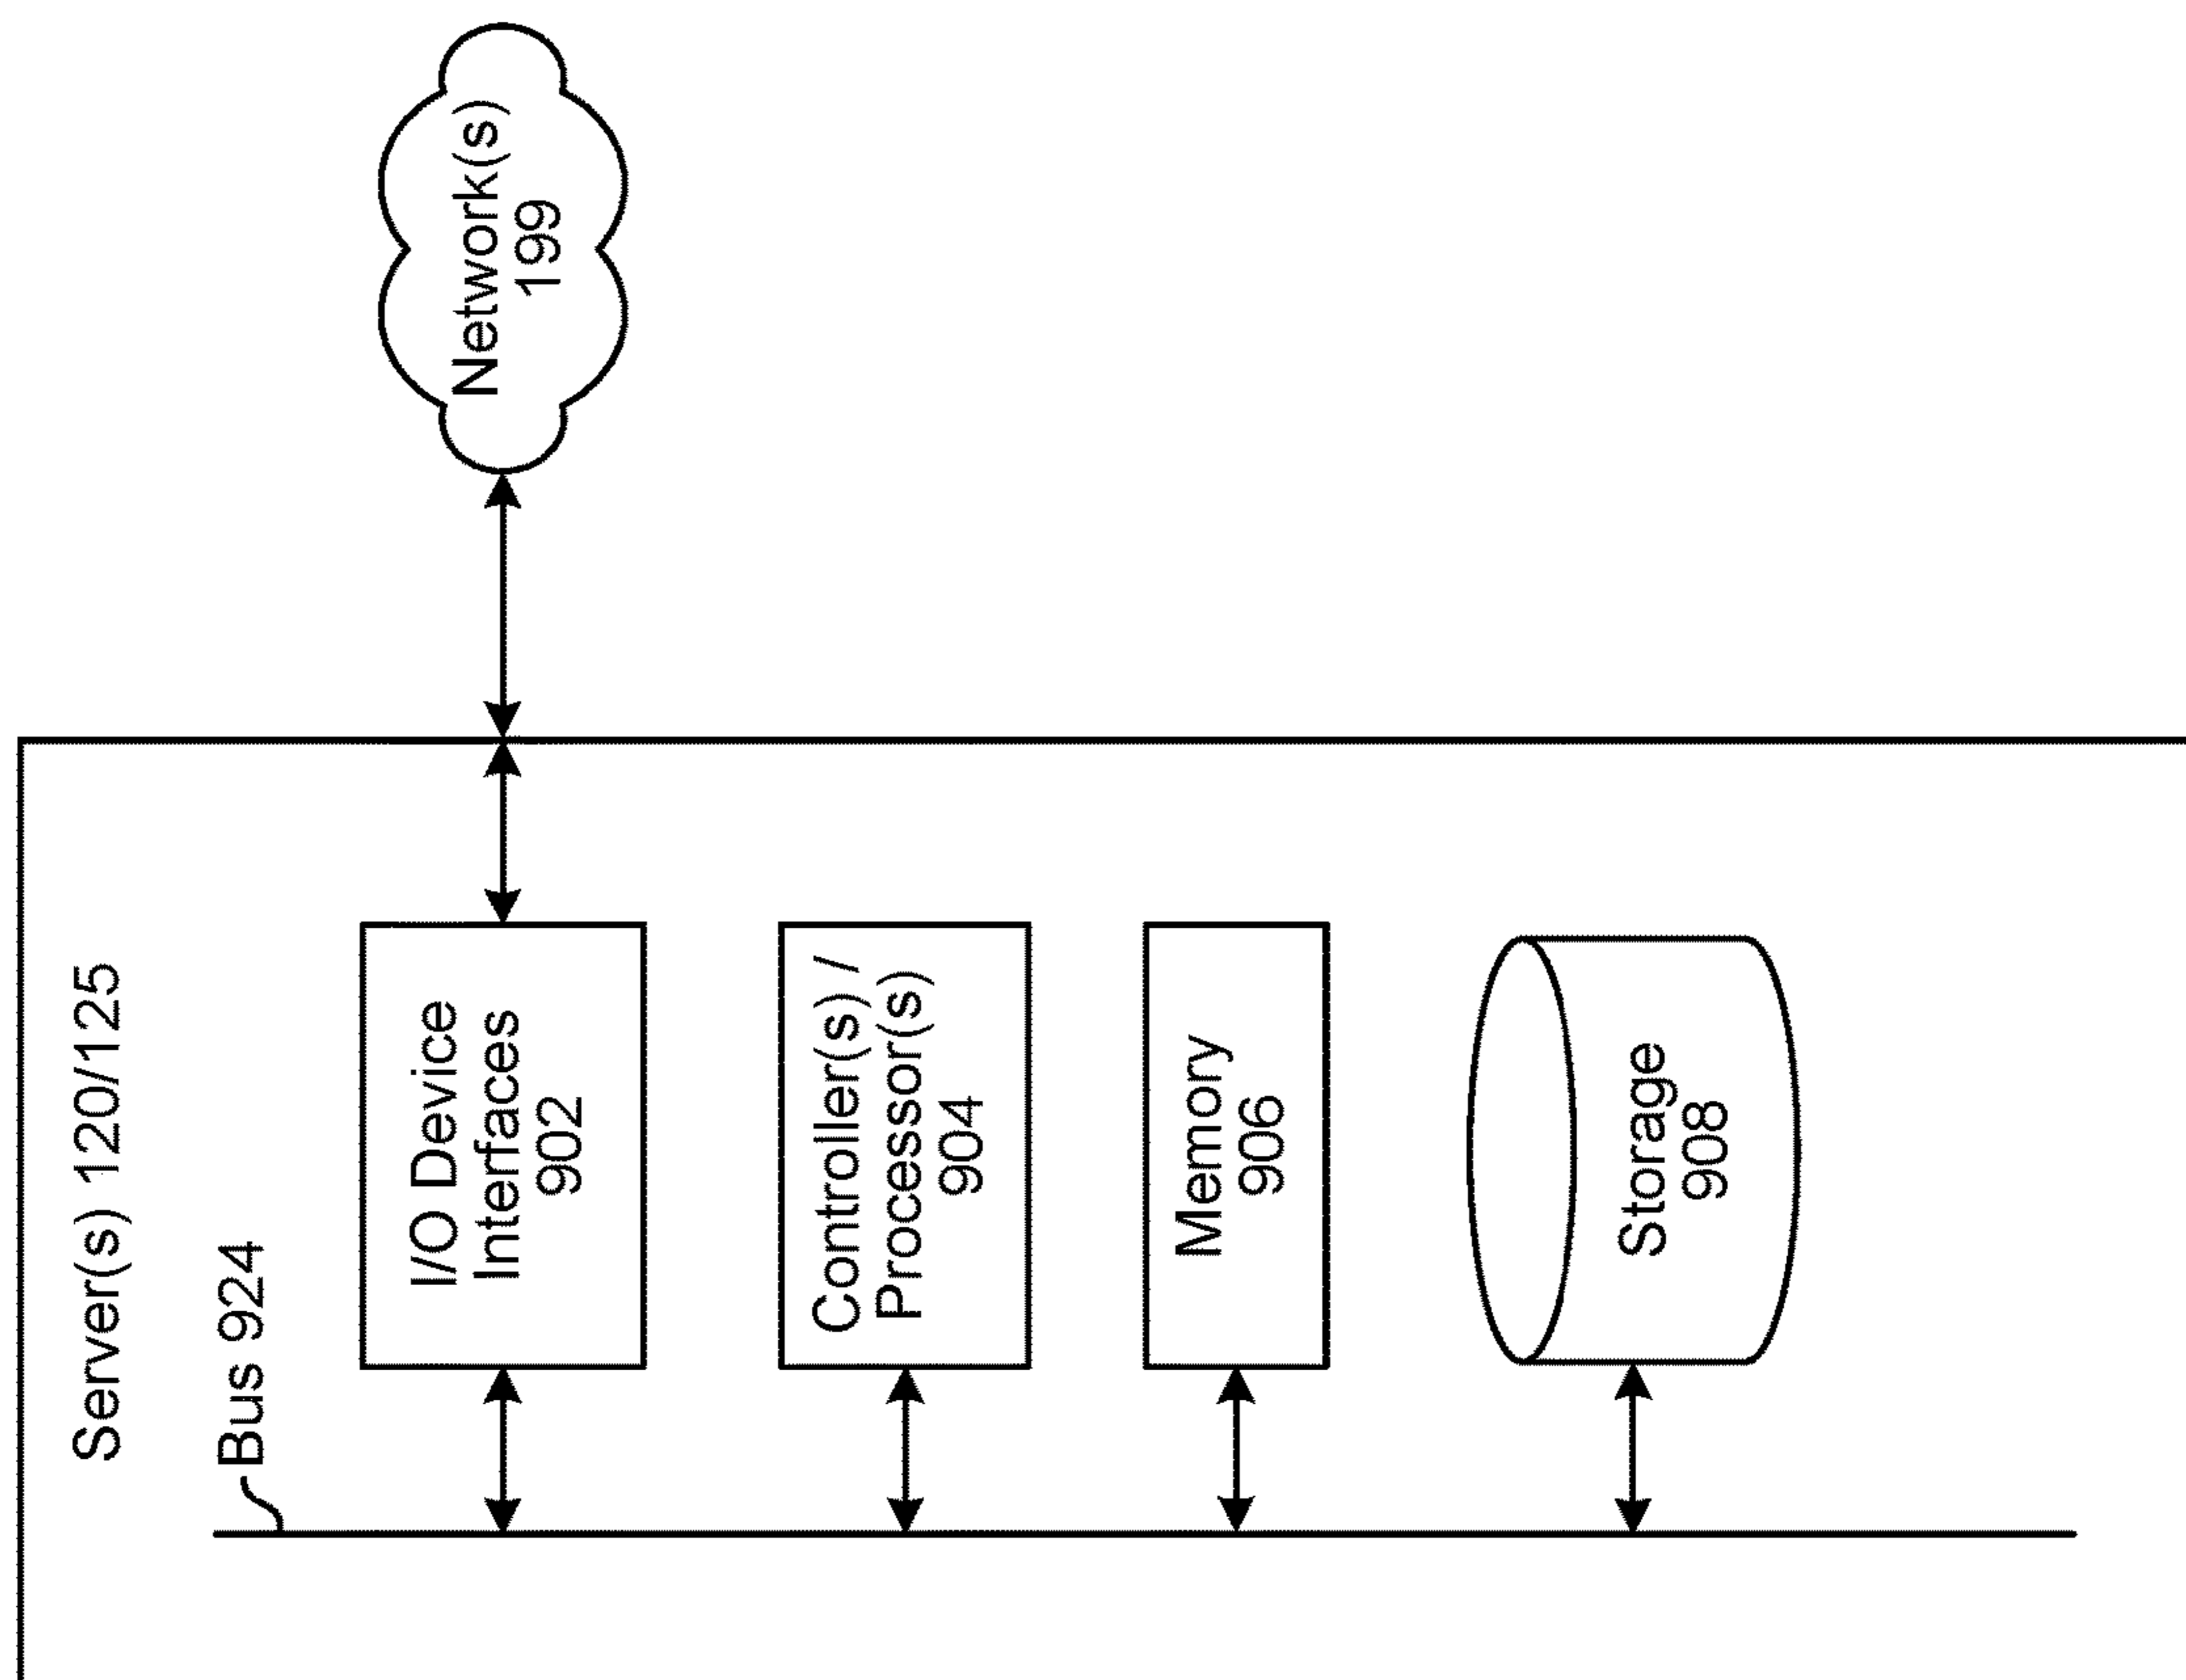 Server(s) 120/125
Bus 924
I/O Device
Interfaces
902
Network(s)
199
Controller(s) /
Processor(s)
904
Memory
906
Storage
908